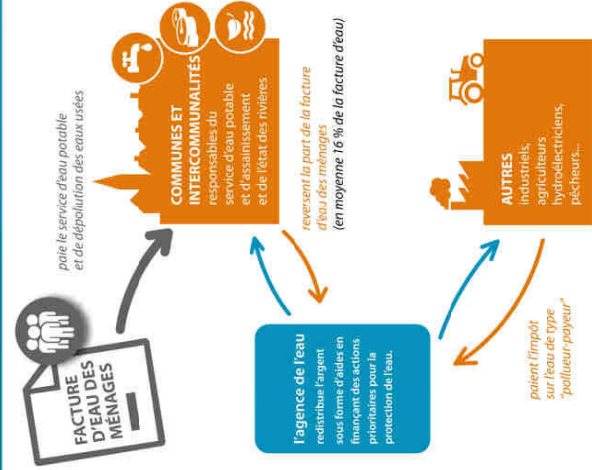 FACTURE
D'EAU DES
MÉNAGES
paie le service d'eau potable
et de dépollution des eaux usées
COMMUNES ET
INTERCOMMUNALITÉS
responsables du
service d'eau potable
et d'assainissement
et de l'état des rivières
reversent la part de la facture
d'eau des ménages
(en moyenne 16 % de la facture d'eau)
l'agence de l'eau
redistribue l'argent
sous forme d'aides en
finançant des actions
prioritaires pour la
protection de l'eau.
AUTRES
industriels,
agriculteurs
hydroélectriciens,
pêcheurs...
paient l'impôt
sur l'eau de type
"pollueur-payeur"